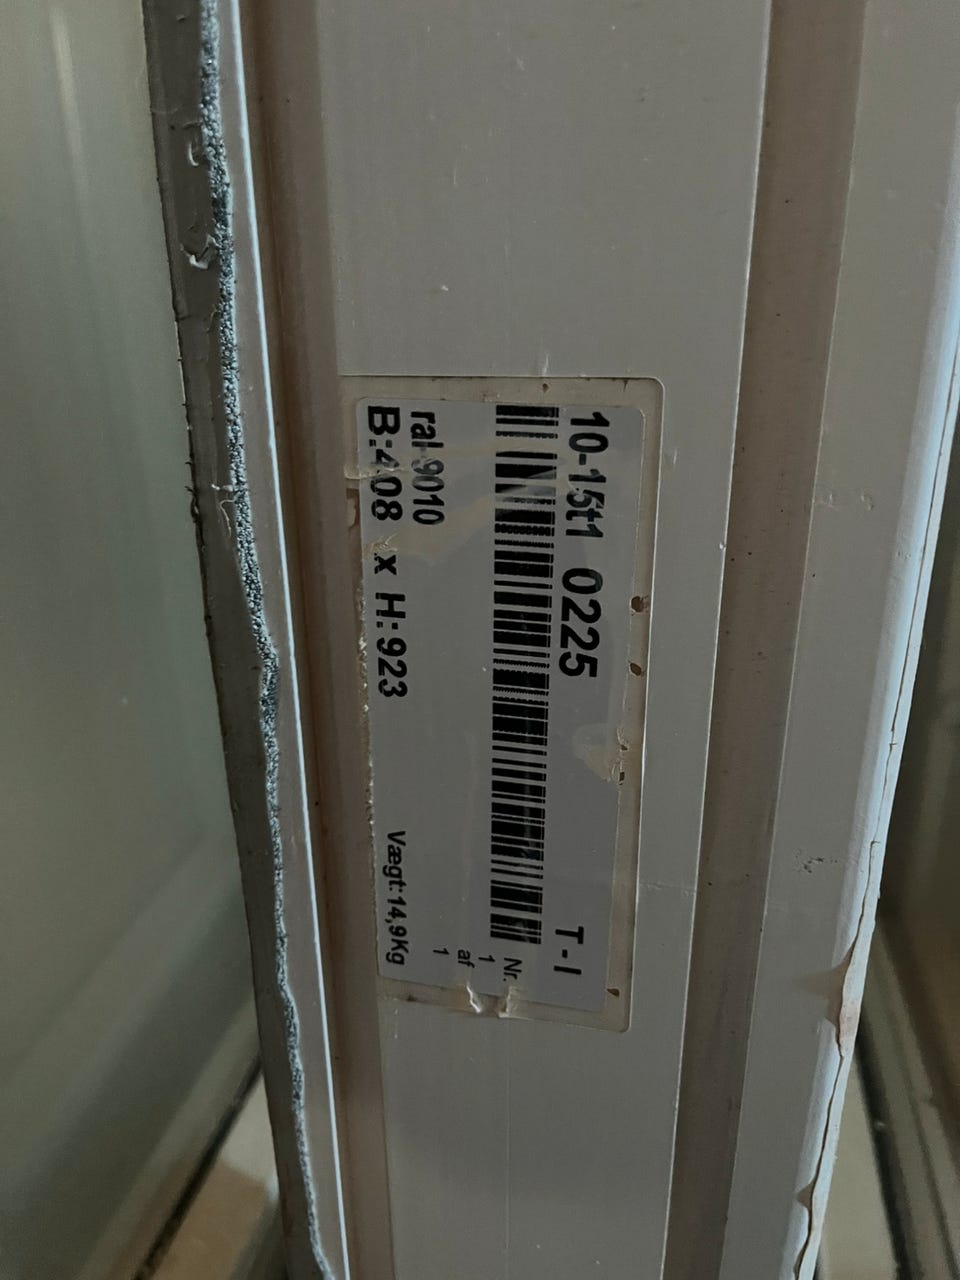 10-15t1 0225
T-I
Nr.
1
af
1
ral-9010
B:408 x H:923
Vægt:14,9Kg